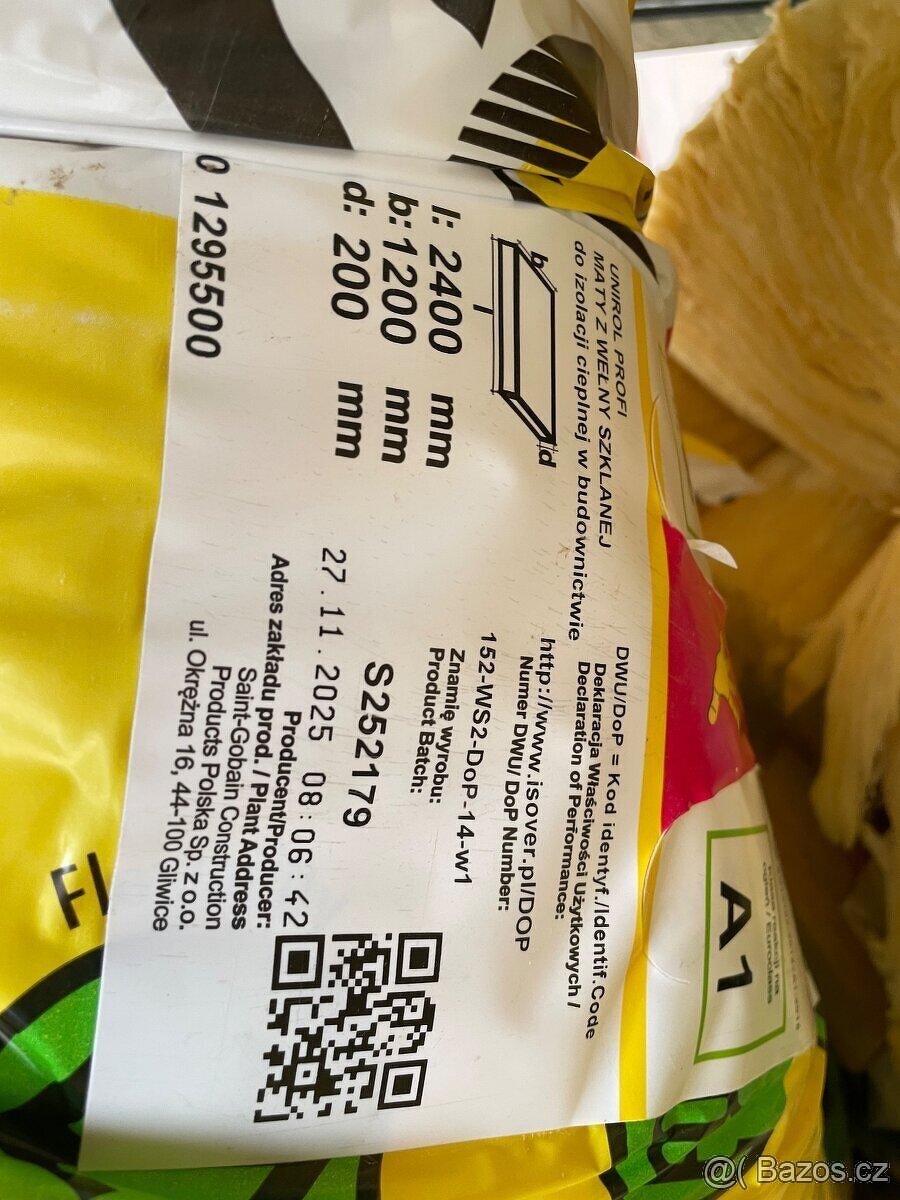 UNIROL PROFI
MATY Z WEŁNY SZKLANEJ
do izolacji cieplnej w budownictwie
b
l
d
l: 2400 mm
b: 1200 mm
d: 200 mm
0 1295500
DWU/DoP = Kod identyf./Identif.Code
Deklaracja Właściwości Użytkowych /
Declaration of Performance:
http://www.isover.pl/DOP
Numer DWU/ DoP Number:
152-WS2-DoP-14-w1
Znamię wyrobu:
Product Batch:
S252179
27.11.2025 08:06:42
Producent/Producer:
Adres zakładu prod. / Plant Address
Saint-Gobain Construction
Products Polska Sp. z o.o.
ul. Okrężna 16, 44-100 Gliwice
A1
@( Bazos.cz